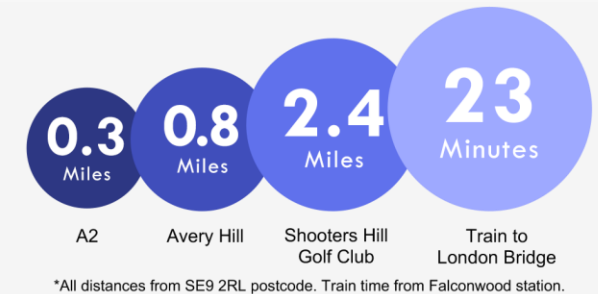 0.3
Miles
0.8
Miles
2.4
Miles
23
Minutes
A2
Avery Hill
Shooters Hill
Golf Club
Train to
London Bridge
*All distances from SE9 2RL postcode. Train time from Falconwood station.